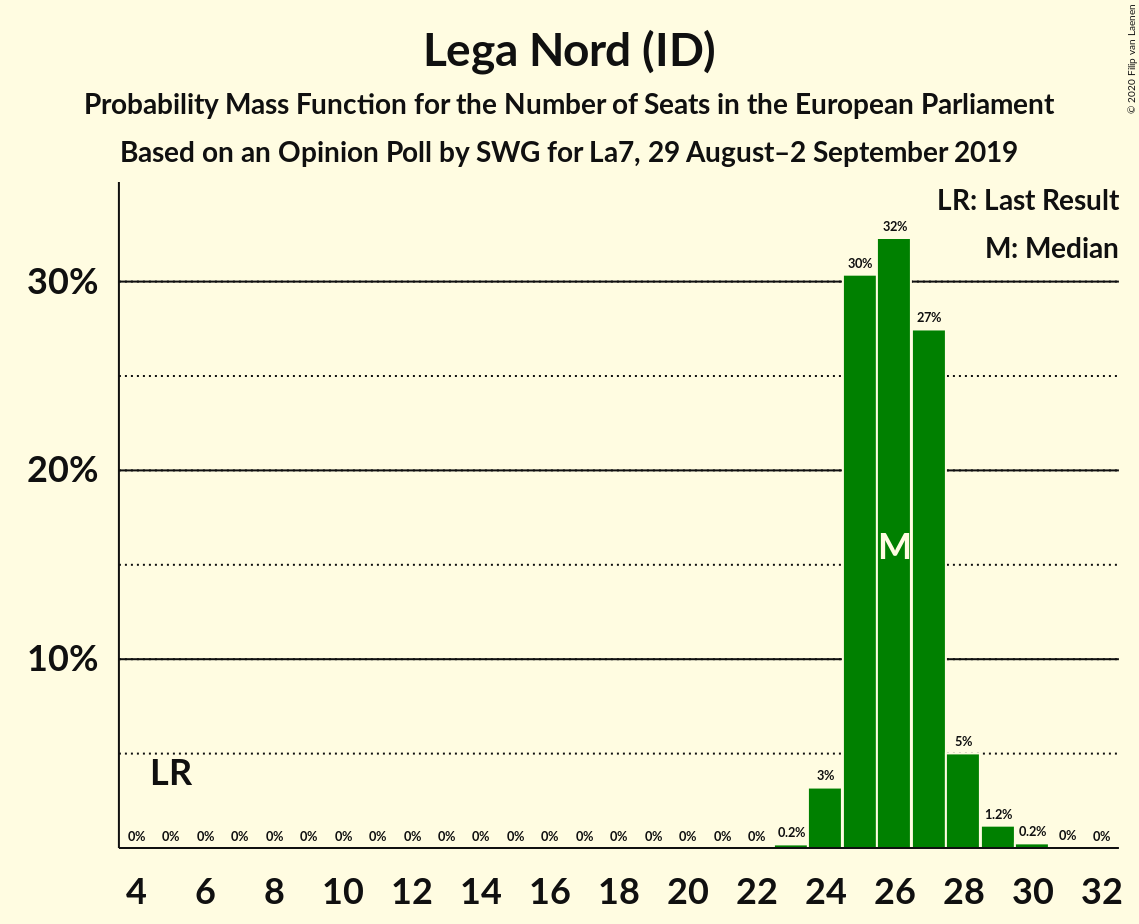 © 2020 Filip van Laenen
Lega Nord (ID)
Probability Mass Function for the Number of Seats in the European Parliament
Based on an Opinion Poll by SWG for La7, 29 August–2 September 2019
LR: Last Result
M: Median
32%
30%
27%
30%
20%
M
10%
LR
5%
3%
1.2%
0% 0% 0% 0% 0% 0% 0% 0% 0% 0% 0% 0% 0% 0% 0% 0% 0% 0% 0% 0.2% 0.2% 0% 0%
4 6 8 10 12 14 16 18 20 22 24 26 28 30 32